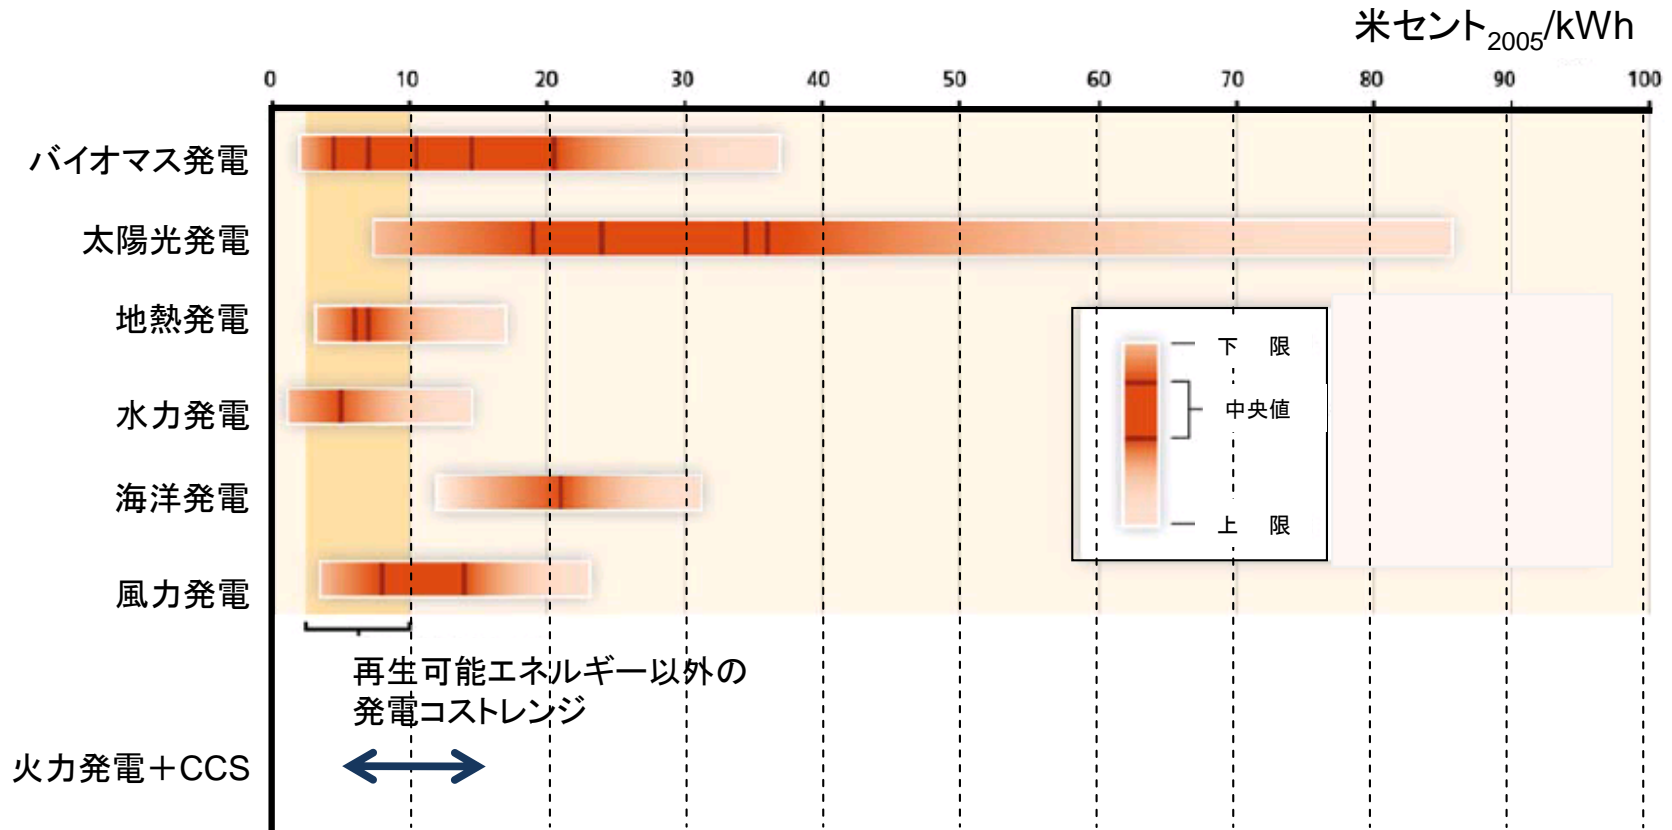 米セント2005/kWh
0 10 20 30 40 50 60 70 80 90 100
バイオマス発電
太陽光発電
地熱発電
水力発電
海洋発電
風力発電
下 限
中央値
上 限
再生可能エネルギー以外の
発電コストレンジ
火力発電＋CCS